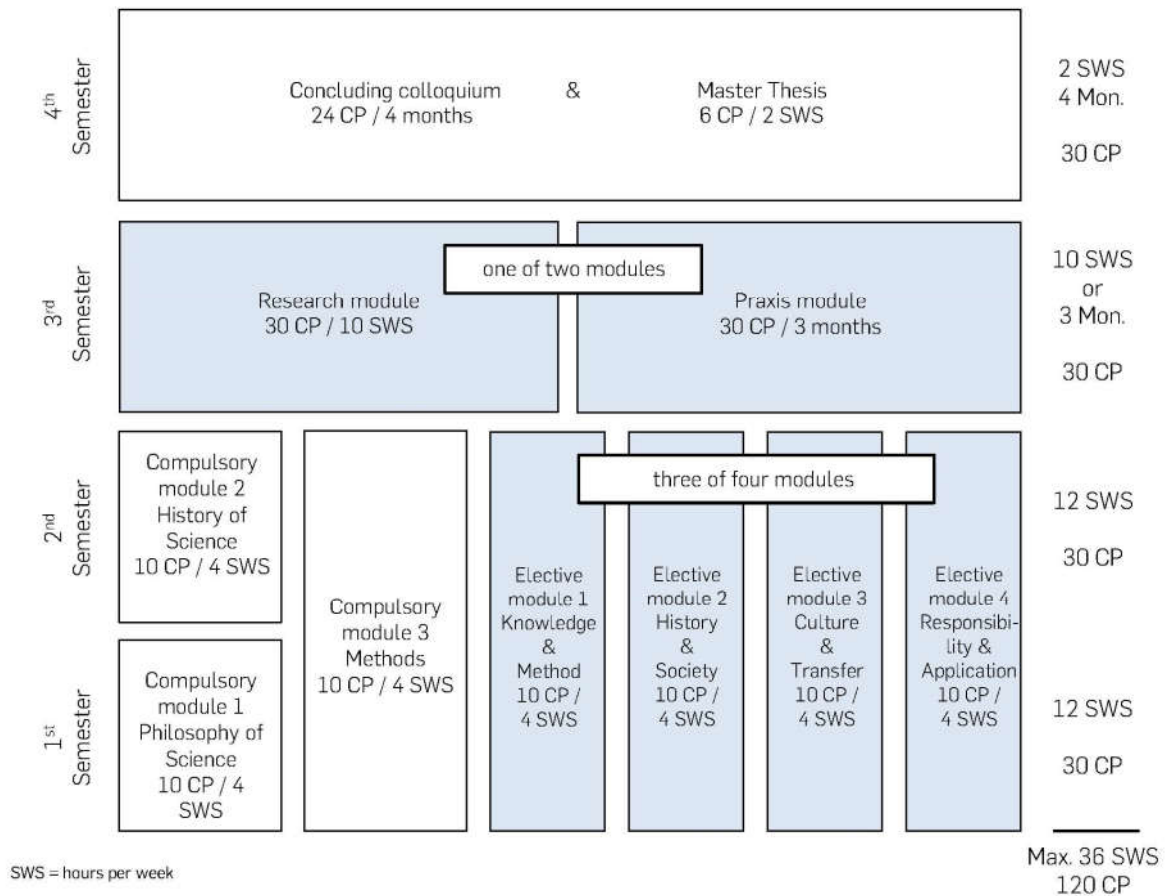 4th
Semester
Concluding colloquium & Master Thesis
24 CP / 4 months 6 CP / 2 SWS
2 SWS
4 Mon.
30 CP
3rd
Semester
one of two modules
Research module
30 CP / 10 SWS
Praxis module
30 CP / 3 months
10 SWS
or
3 Mon.
30 CP
2nd
Semester
Compulsory
module 2
History of
Science
10 CP / 4 SWS
Compulsory
module 3
Methods
10 CP / 4 SWS
three of four modules
Elective
module 1
Knowledge
&
Method
10 CP /
4 SWS
Elective
module 2
History
&
Society
10 CP /
4 SWS
Elective
module 3
Culture
&
Transfer
10 CP /
4 SWS
Elective
module 4
Responsibi-
lity &
Application
10 CP /
4 SWS
12 SWS
30 CP
1st
Semester
Compulsory
module 1
Philosophy of
Science
10 CP / 4
SWS
12 SWS
30 CP
Max. 36 SWS
120 CP
SWS = hours per week